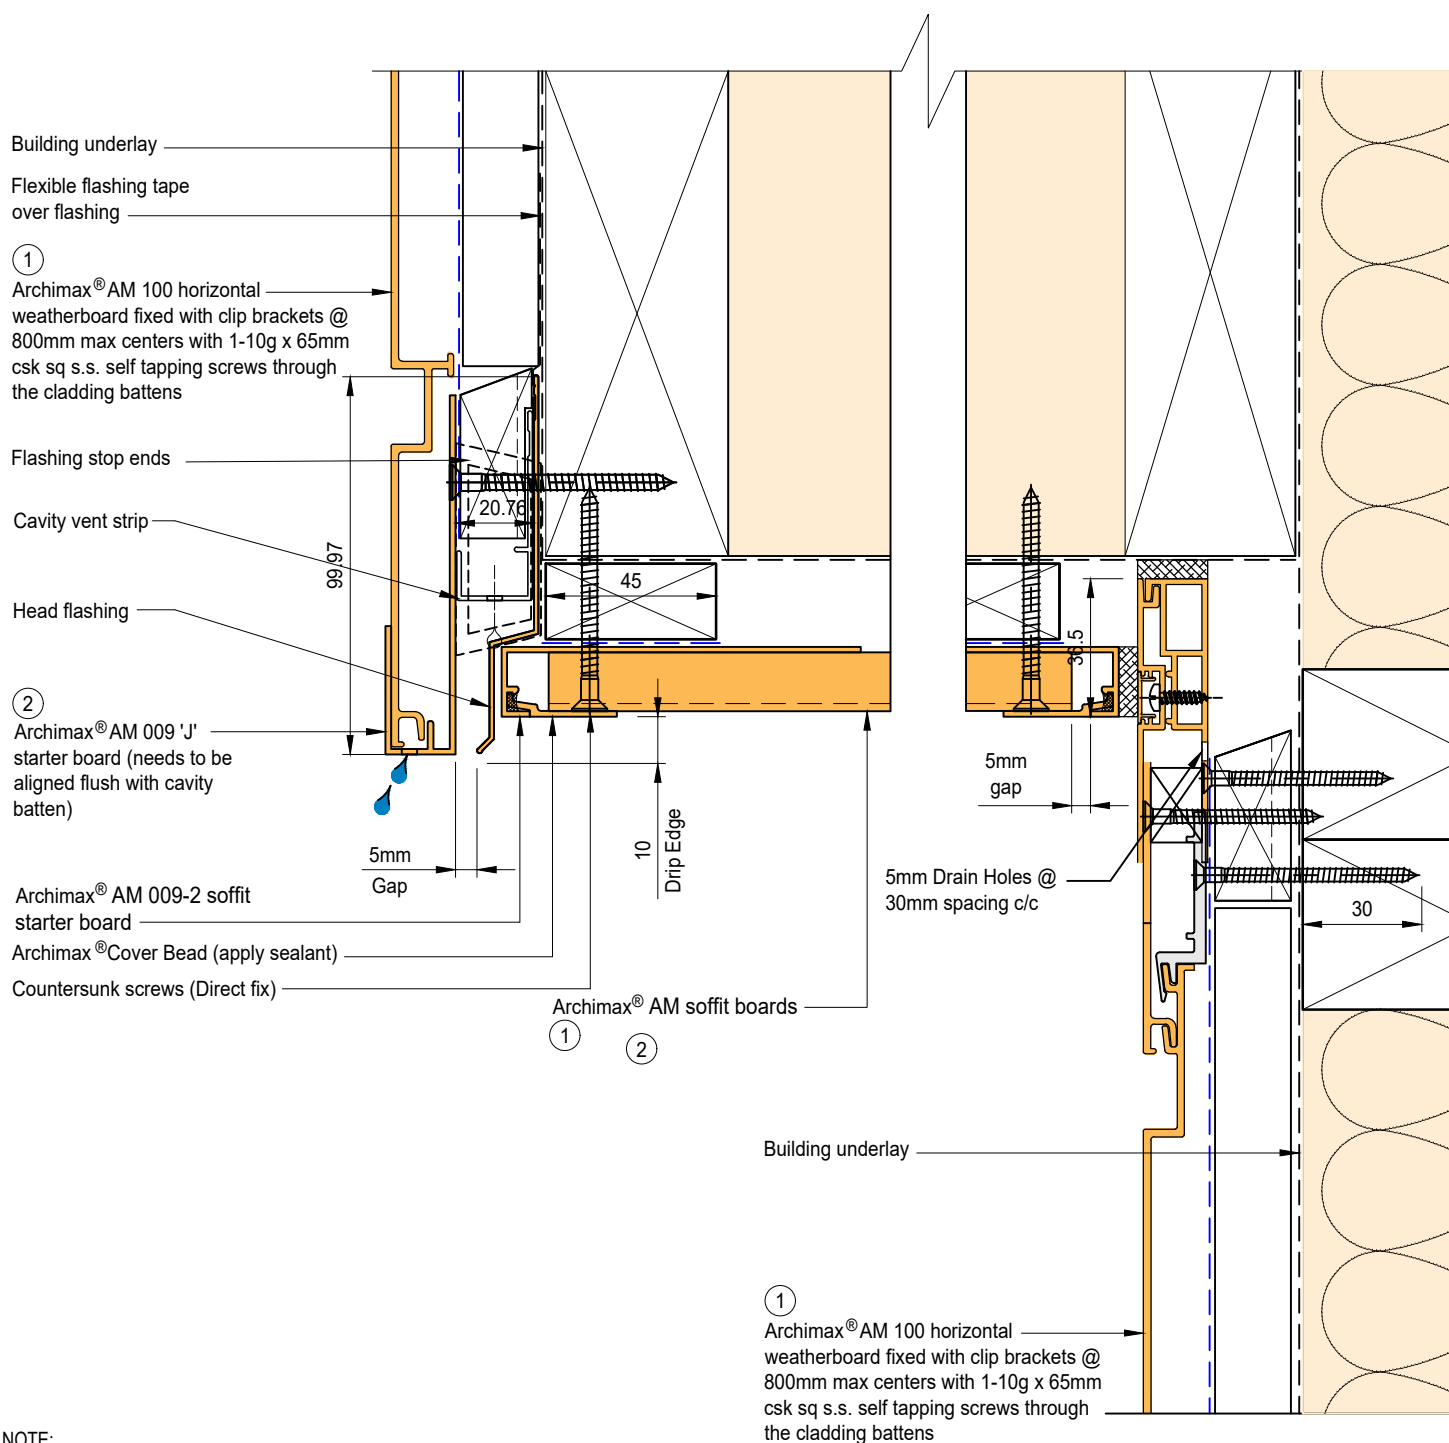 Building underlay
Flexible flashing tape
over flashing
1
Archimax® AM 100 horizontal
weatherboard fixed with clip brackets @
800mm max centers with 1-10g x 65mm
csk sq s.s. self tapping screws through
the cladding battens
Flashing stop ends
Cavity vent strip
Head flashing
2
Archimax® AM 009 'J'
starter board (needs to be
aligned flush with cavity
batten)
99.97
20.76
45
36.5
5mm
Gap
10
Drip Edge
5mm
gap
5mm Drain Holes @
30mm spacing c/c
30
Archimax® AM 009-2 soffit
starter board
Archimax ®Cover Bead (apply sealant)
Countersunk screws (Direct fix)
Archimax® AM soffit boards
1
2
Building underlay
1
Archimax® AM 100 horizontal
weatherboard fixed with clip brackets @
800mm max centers with 1-10g x 65mm
csk sq s.s. self tapping screws through
the cladding battens
NOTE: